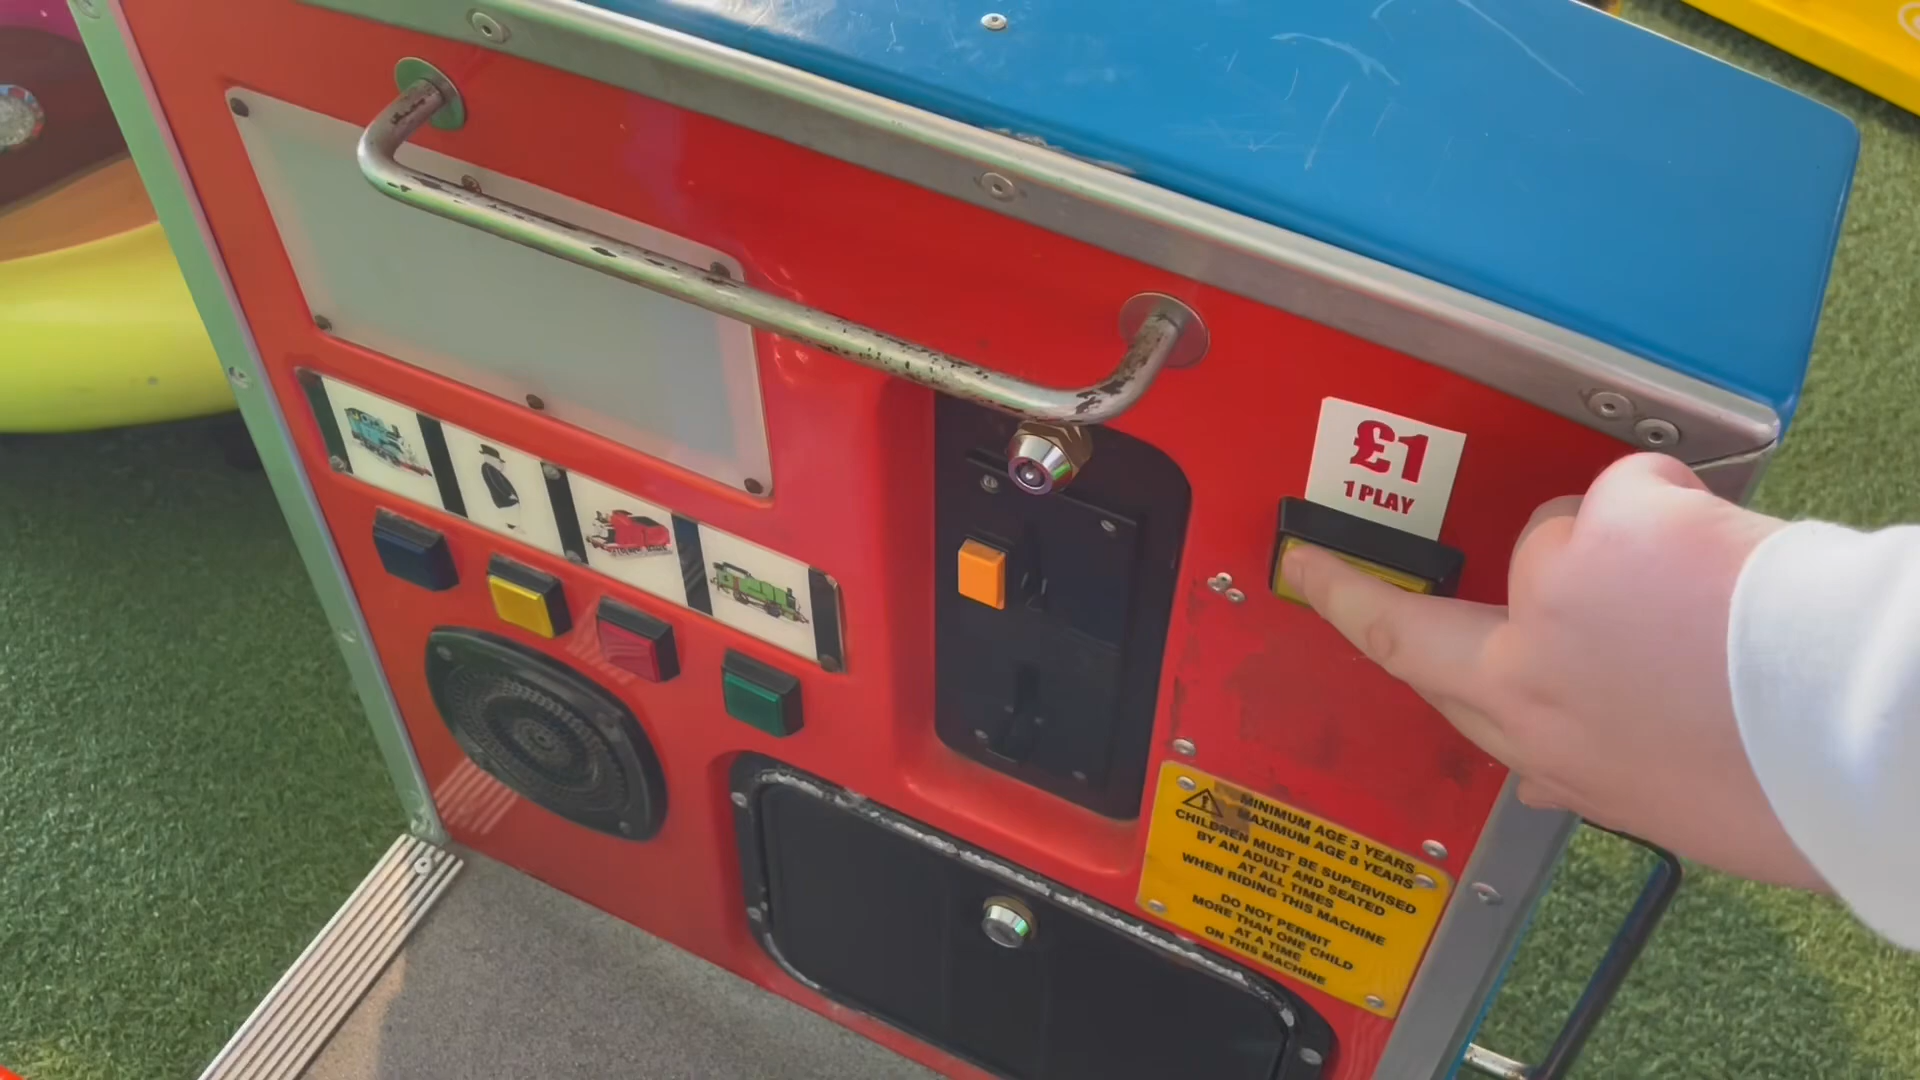 £1
1 PLAY
MINIMUM AGE 3 YEARS
MAXIMUM AGE 8 YEARS
CHILDREN MUST BE SUPERVISED
BY AN ADULT AND SEATED
AT ALL TIMES
WHEN RIDING THIS MACHINE
DO NOT PERMIT
MORE THAN ONE CHILD
AT A TIME
ON THIS MACHINE